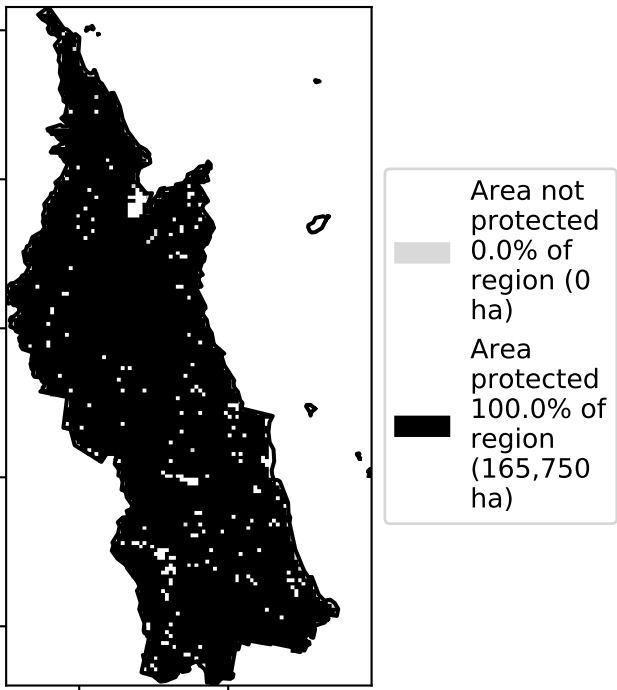 Area not
protected
0.0% of
region (0
ha)
Area
protected
100.0% of
region
(165,750
ha)